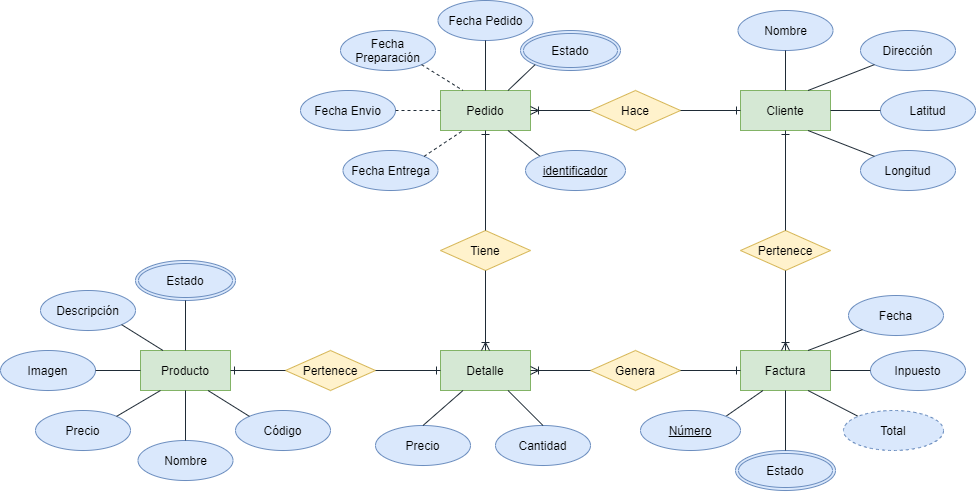 Fecha Pedido
Nombre
Fecha
Preparación
Estado
Dirección
Fecha Envio
Pedido
Hace
Cliente
Latitud
Fecha Entrega
identificador
Longitud
Tiene
Pertenece
Estado
Descripción
Fecha
Imagen
Producto
Pertenece
Detalle
Genera
Factura
Inpuesto
Precio
Código
Número
Total
Nombre
Precio
Cantidad
Estado